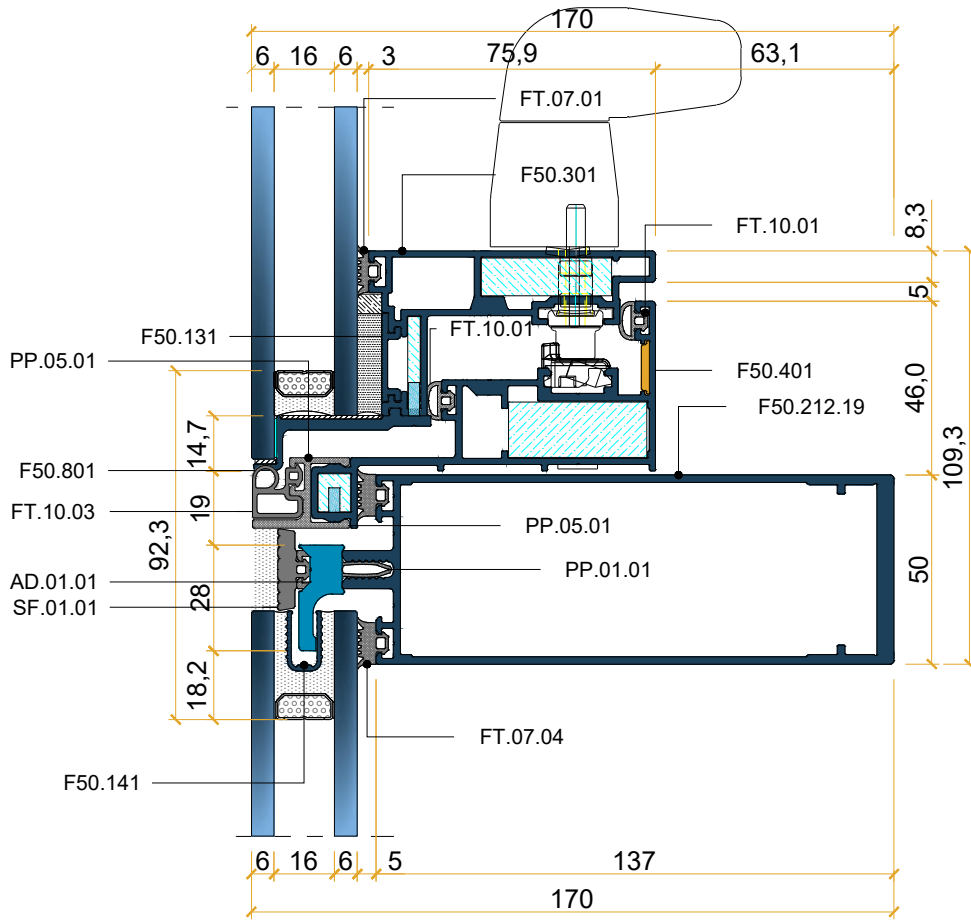 170
6 16 6 3 75,9 63,1
FT.07.01
F50.301
FT.10.01
8,3
5
F50.131
FT.10.01
PP.05.01
F50.401
46,0
F50.212.19
109,3
14,7
F50.801
19
FT.10.03
PP.05.01
92,3
AD.01.01
PP.01.01
50
SF.01.01
28
18,2
FT.07.04
F50.141
6 16 6 5 137
170